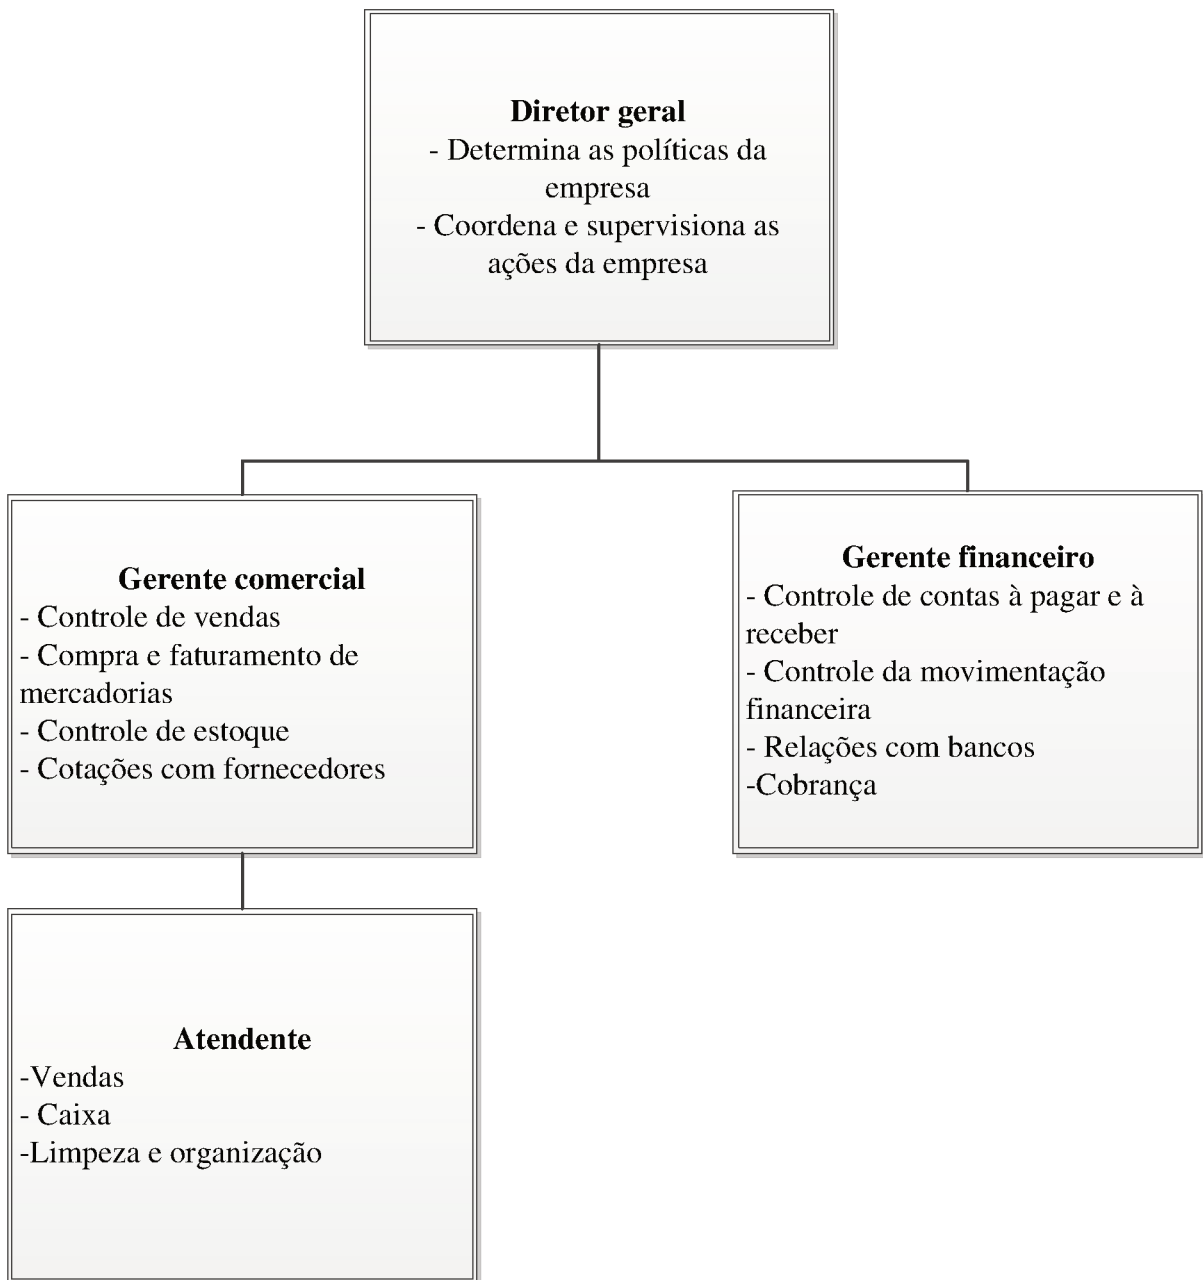 Diretor geral
- Determina as políticas da
empresa
- Coordena e supervisiona as
ações da empresa
Gerente comercial
- Controle de vendas
- Compra e faturamento de
mercadorias
- Controle de estoque
- Cotações com fornecedores
Gerente financeiro
- Controle de contas à pagar e à
receber
- Controle da movimentação
financeira
- Relações com bancos
-Cobrança
Atendente
-Vendas
- Caixa
-Limpeza e organização